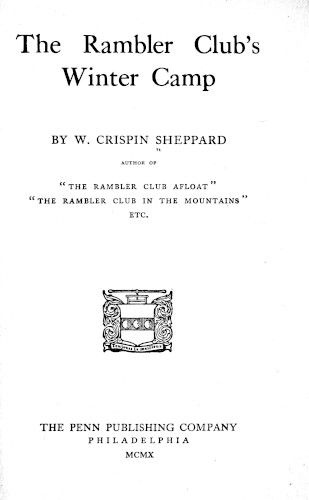 The Rambler Club's
Winter Camp
BY W. CRISPIN SHEPPARD
AUTHOR OF
"THE RAMBLER CLUB AFLOAT"
"THE RAMBLER CLUB IN THE MOUNTAINS"
ETC.
THE PENN PUBLISHING COMPANY
PHILADELPHIA
MCMX